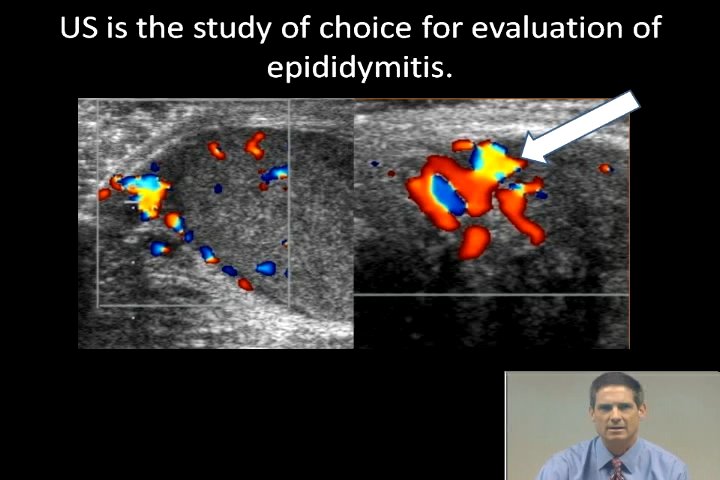 US is the study of choice for evaluation of
epididymitis.